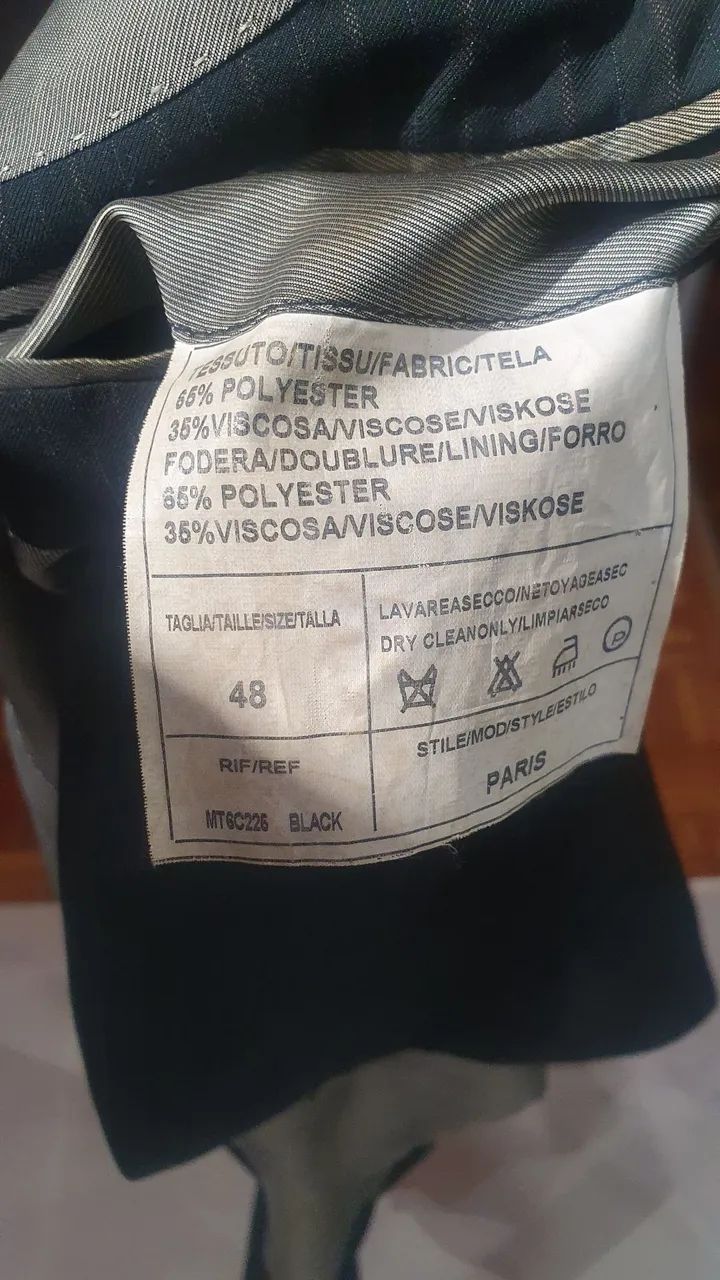 TESSUTO/TISSU/FABRIC/TELA
65% POLYESTER
35%VISCOSA/VISCOSE/VISKOSE
FODERA/DOUBLURE/LINING/FORRO
65% POLYESTER
35%VISCOSA/VISCOSE/VISKOSE
TAGLIA/TAILLE/SIZE/TALLA
48
LAVAREASECCO/NETOYAGEASEC
DRY CLEANONLY/LIMPIARSECO
P
RIF/REF
MT6C226 BLACK
STILE/MOD/STYLE/ESTILO
PARIS